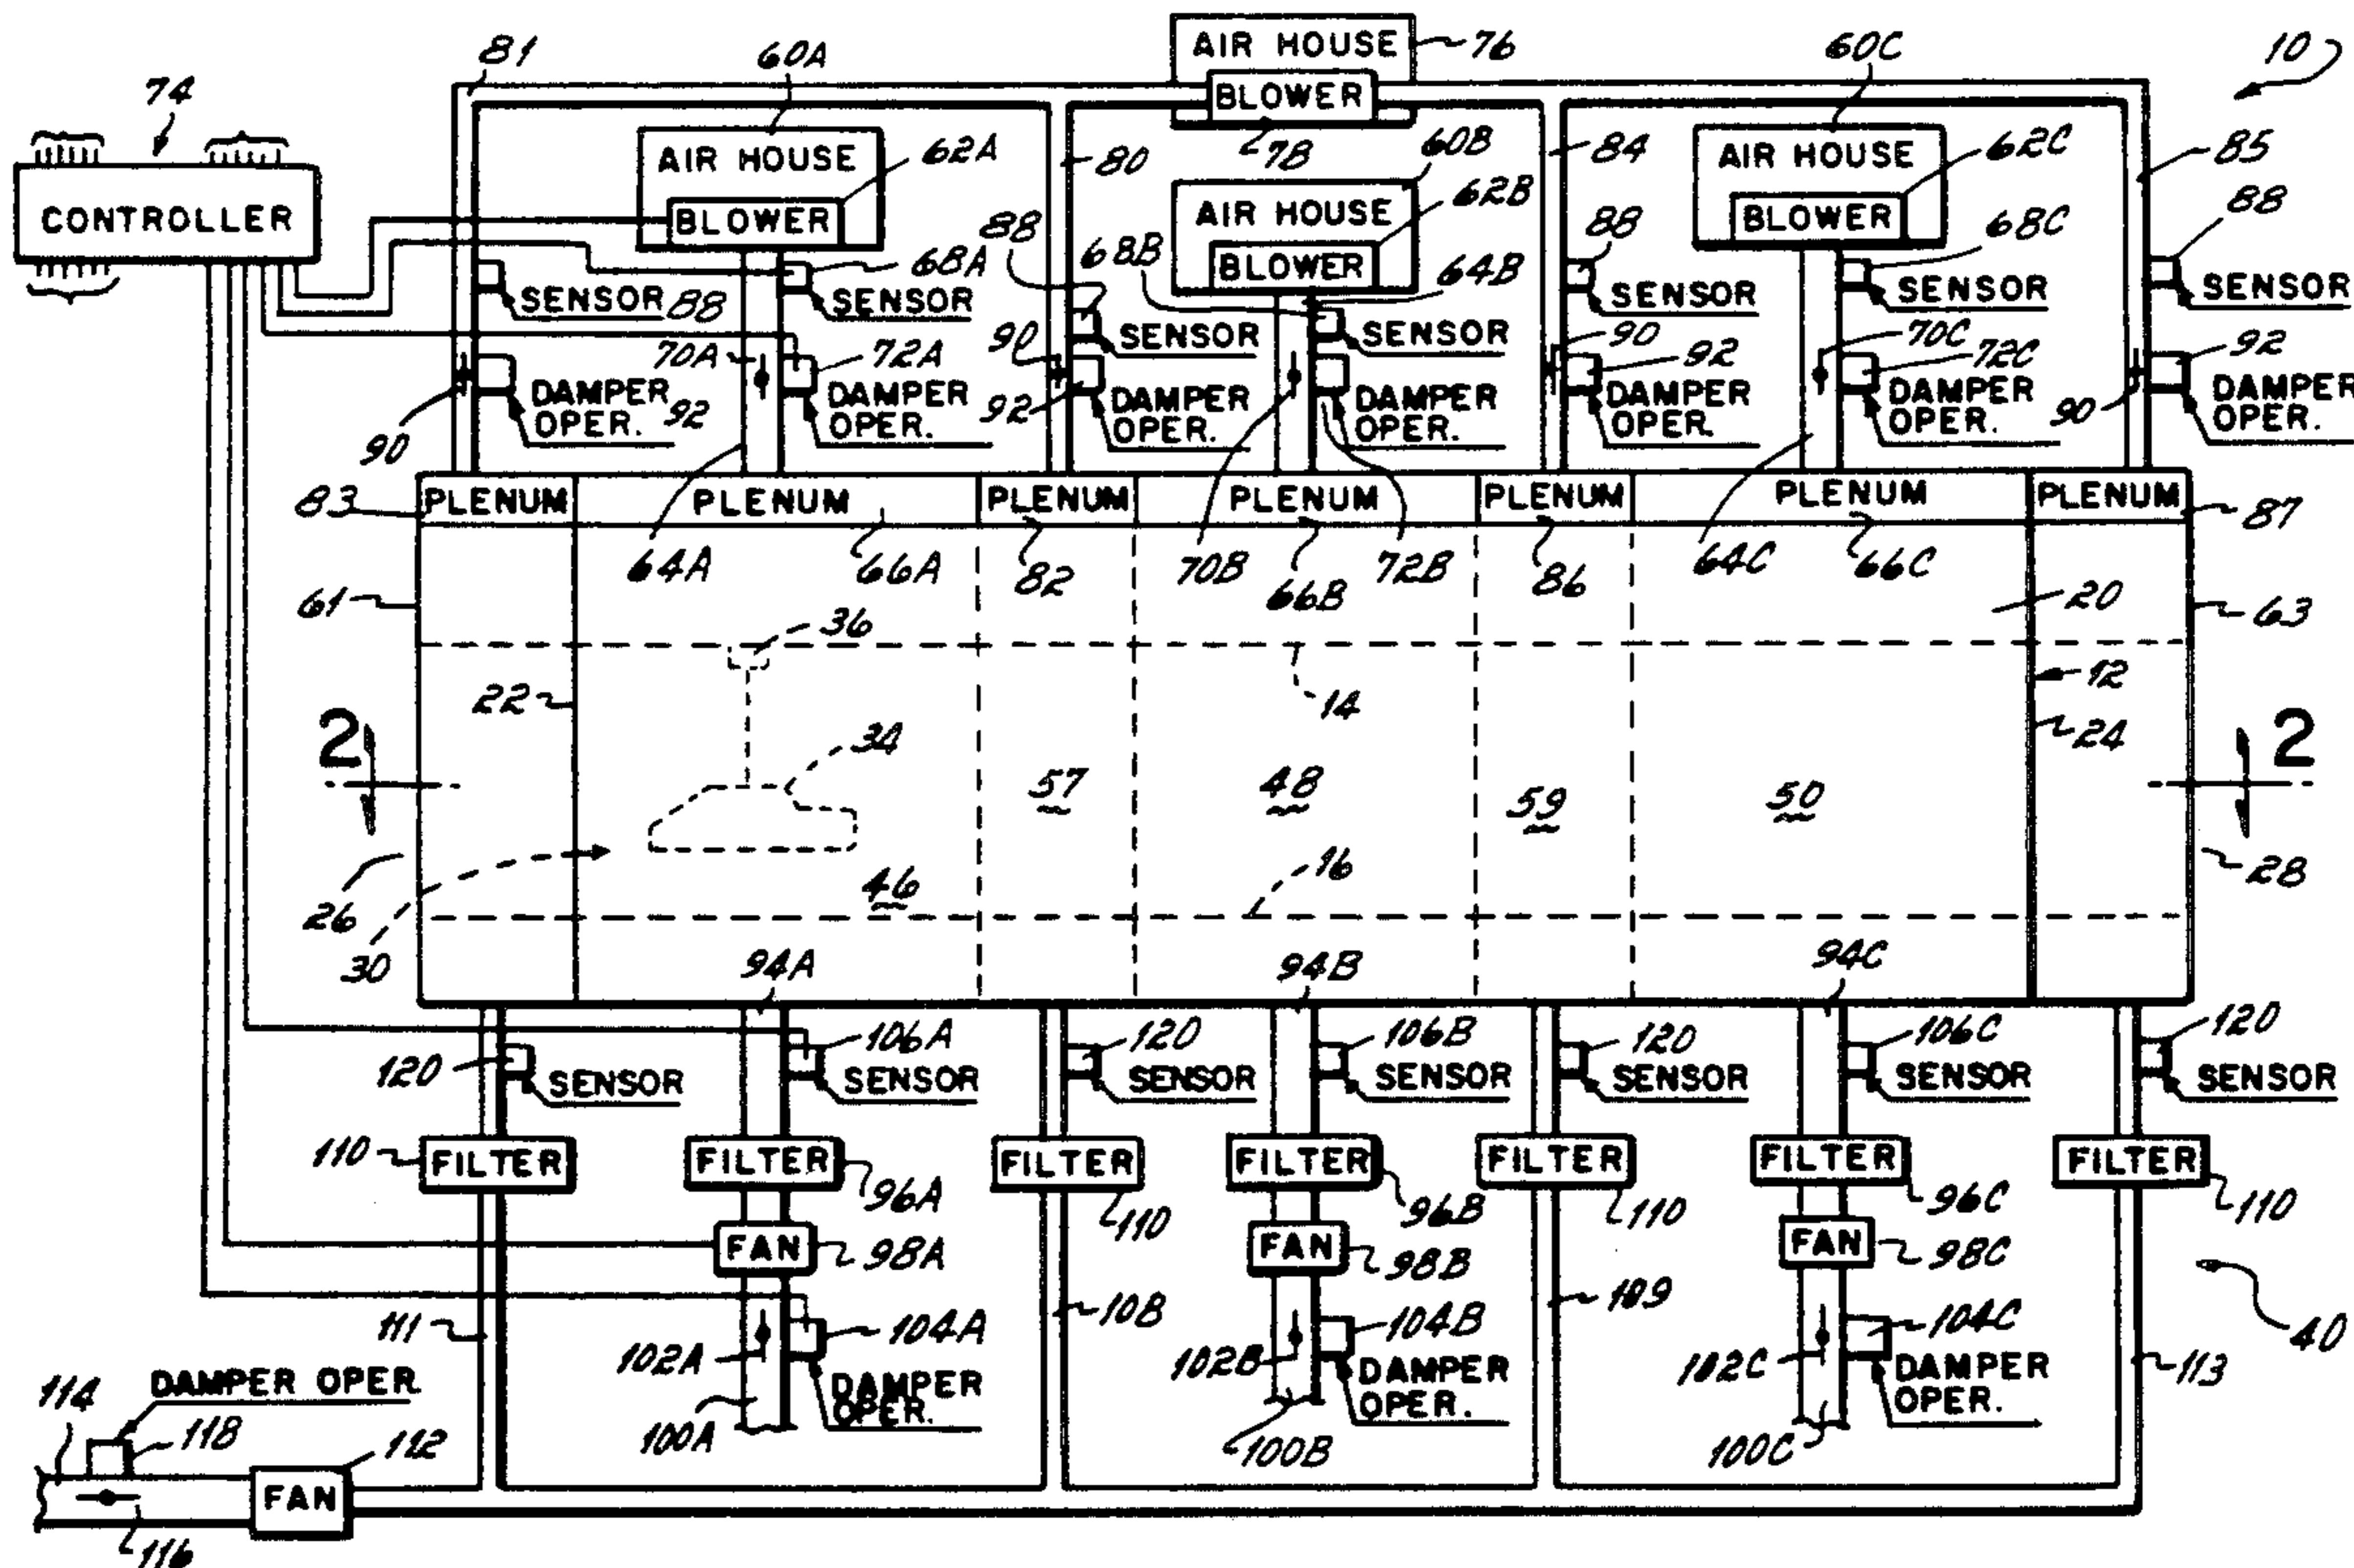 AIR HOUSE 76
81 60A 60C 10
74 BLOWER
AIR HOUSE 62A 80 78 60B 84 AIR HOUSE 62C 85
CONTROLLER BLOWER 88 AIR HOUSE 62B 88 BLOWER 68C 88
68A 68B BLOWER 64B
SENSOR 88 SENSOR SENSOR SENSOR SENSOR SENSOR SENSOR
70A 72A 90 90 70C 72C 92
90 DAMPER OPER. 92 DAMPER OPER. 92 DAMPER OPER. DAMPER OPER. 92 DAMPER OPER. DAMPER OPER. 90 DAMPER OPER.
83 PLENUM PLENUM PLENUM PLENUM PLENUM PLENUM PLENUM 87
64A 66A 82 70B 66B 72B 86 64C 66C
61 36 20 63
22 14 12
2 34 24 2
57 48 59 50
26 46 16 28
30 94A 94B 94C
120 106A 120 106B 120 106C 120
SENSOR SENSOR SENSOR SENSOR SENSOR SENSOR SENSOR
110 FILTER FILTER FILTER FILTER FILTER FILTER FILTER
96A 110 96B 110 96C 110
FAN 98A FAN 98B FAN 98C
111 104A 108 104B 109 104C 40
102A 102B 102C 113
DAMPER OPER. DAMPER OPER. DAMPER OPER.
114 DAMPER OPER.
118 112 100A 100B 100C
FAN
116